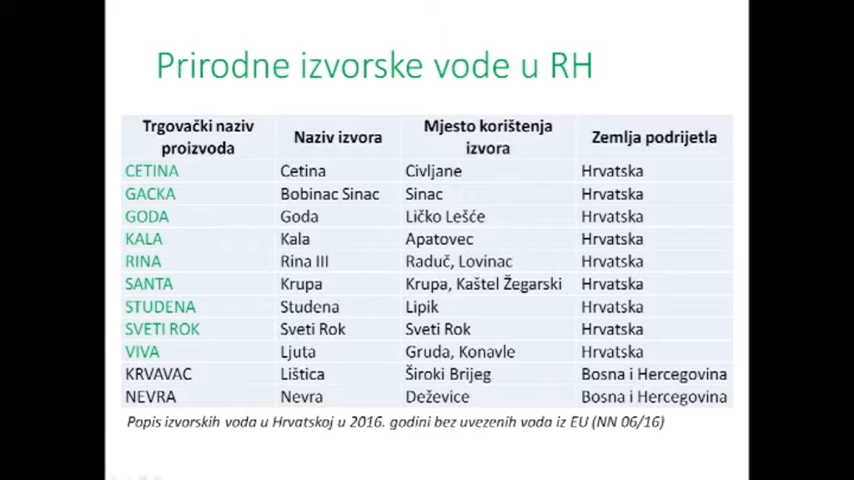 Prirodne izvorske vode u RH
Trgovački naziv proizvoda Naziv izvora Mjesto korištenja izvora Zemlja podrijetla
CETINA Cetina Civljane Hrvatska
GACKA Bobinac Sinac Sinac Hrvatska
GODA Goda Ličko Lešće Hrvatska
KALA Kala Apatovec Hrvatska
RINA Rina III Raduč, Lovinac Hrvatska
SANTA Krupa Krupa, Kaštel Žegarski Hrvatska
STUDENA Studena Lipik Hrvatska
SVETI ROK Sveti Rok Sveti Rok Hrvatska
VIVA Ljuta Gruda, Konavle Hrvatska
KRVAVAC Lištica Široki Brijeg Bosna i Hercegovina
NEVRA Nevra Deževice Bosna i Hercegovina
Popis izvorskih voda u Hrvatskoj u 2016. godini bez uvezenih voda iz EU (NN 06/16)